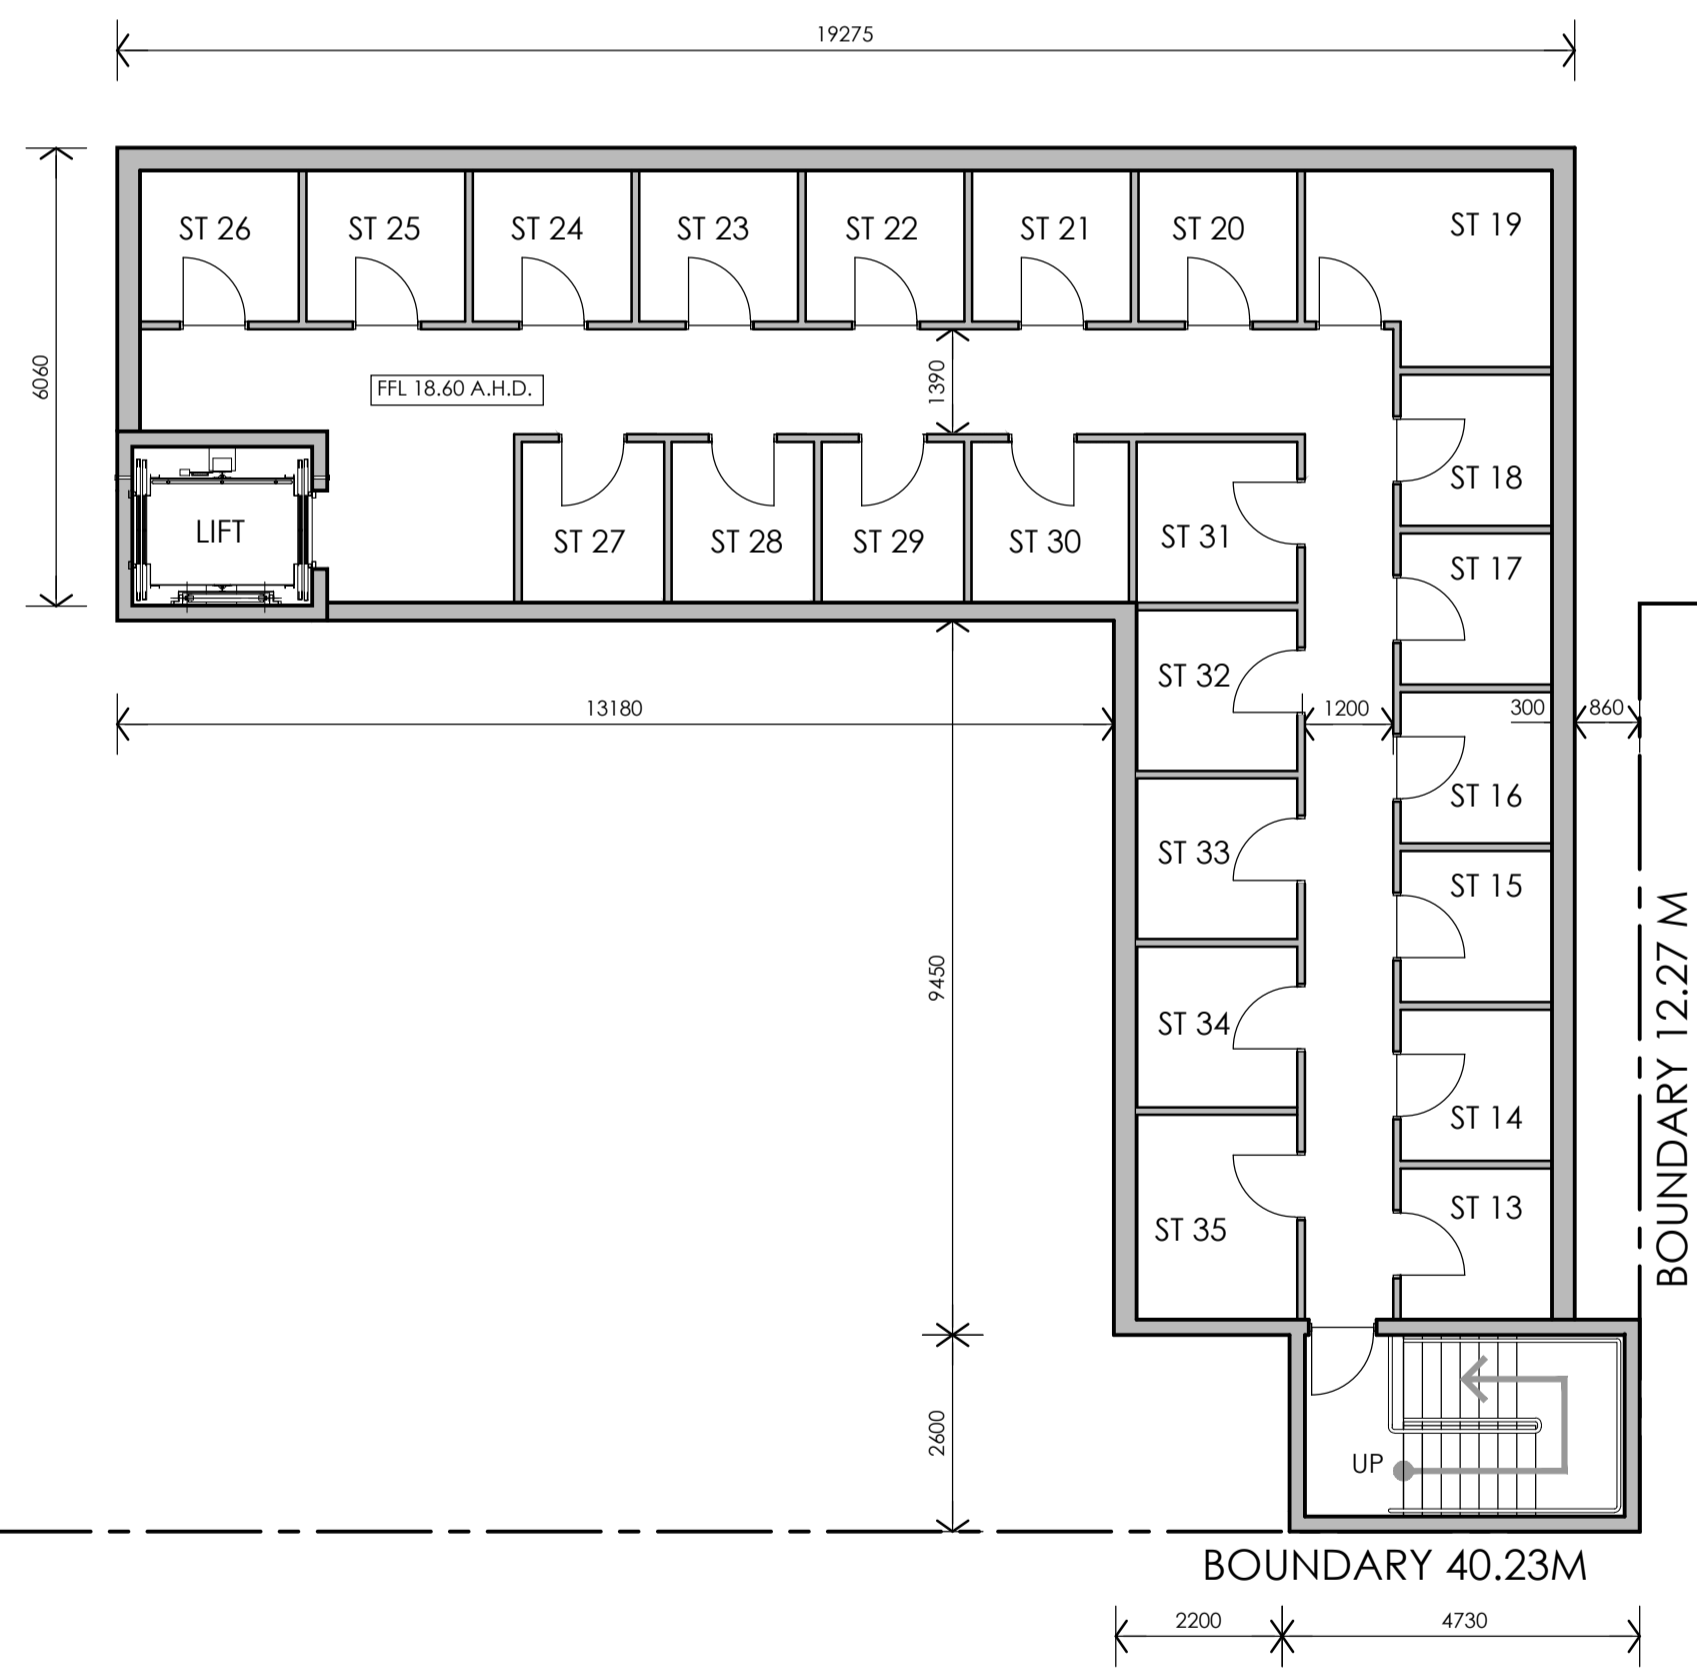 19275
ST 26
ST 25
ST 24
ST 23
ST 22
ST 21
ST 20
ST 19
6060
FFL 18.60 A.H.D.
1390
ST 18
LIFT
ST 27
ST 28
ST 29
ST 30
ST 31
ST 17
ST 32
13180
1200
300
860
ST 16
ST 33
ST 15
9450
ST 34
BOUNDARY 12.27 M
ST 14
ST 13
ST 35
2600
UP
BOUNDARY 40.23M
2200
4730